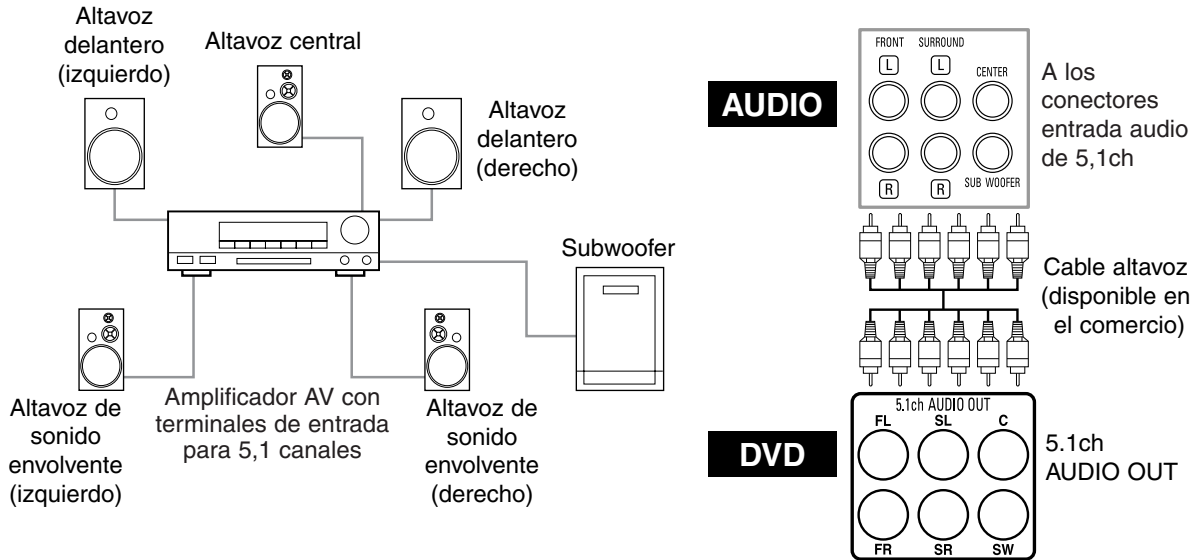 Altavoz
delantero
(izquierdo)
Altavoz central
Altavoz
delantero
(derecho)
Subwoofer
Altavoz de
sonido
envolvente
(izquierdo)
Amplificador AV con
terminales de entrada
para 5,1 canales
Altavoz de
sonido
envolvente
(derecho)
AUDIO
FRONT SURROUND
L L CENTER
R R SUB WOOFER
A los
conectores
entrada audio
de 5,1ch
Cable altavoz
(disponible en
el comercio)
DVD
5.1ch AUDIO OUT
FL SL C
FR SR SW
5.1ch
AUDIO OUT